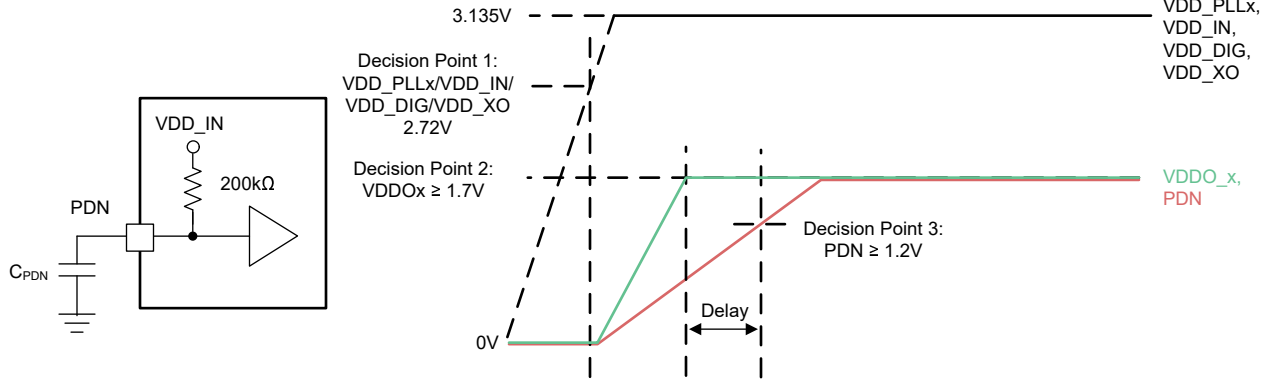 3.135V
VDD_PLLx,
VDD_IN,
VDD_DIG,
VDD_XO
Decision Point 1:
VDD_PLLx/VDD_IN/
VDD_DIG/VDD_XO
2.72V
VDD_IN
200kΩ
PDN
CPDN
Decision Point 2:
VDDOx ≥ 1.7V
VDDO_x,
PDN
Decision Point 3:
PDN ≥ 1.2V
Delay
0V